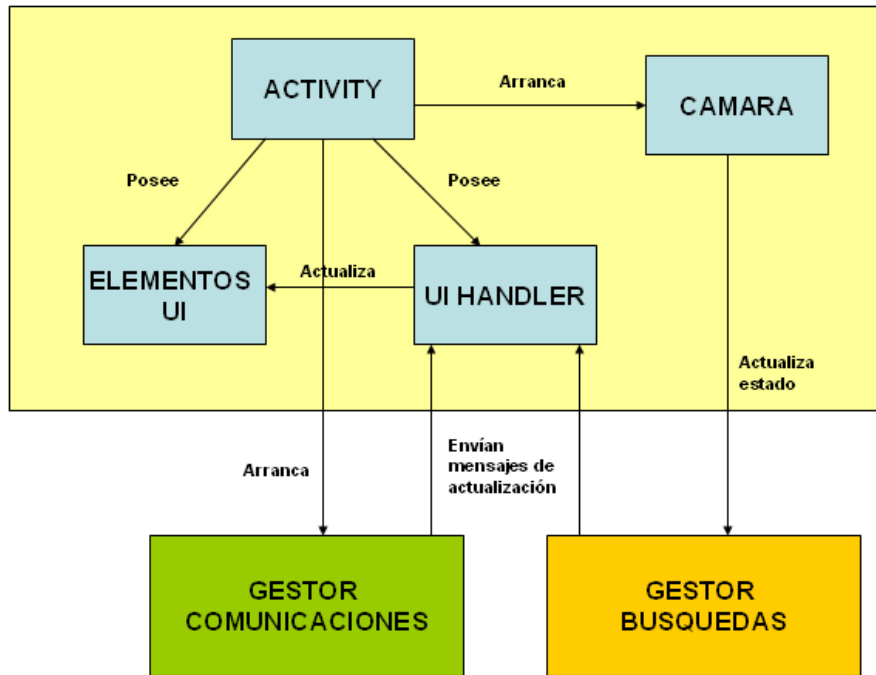 ACTIVITY
Arranca
CAMARA
Posee
Posee
ELEMENTOS
UI
Actualiza
UI HANDLER
Actualiza
estado
Arranca
Envían
mensajes de
actualización
GESTOR
COMUNICACIONES
GESTOR
BUSQUEDAS